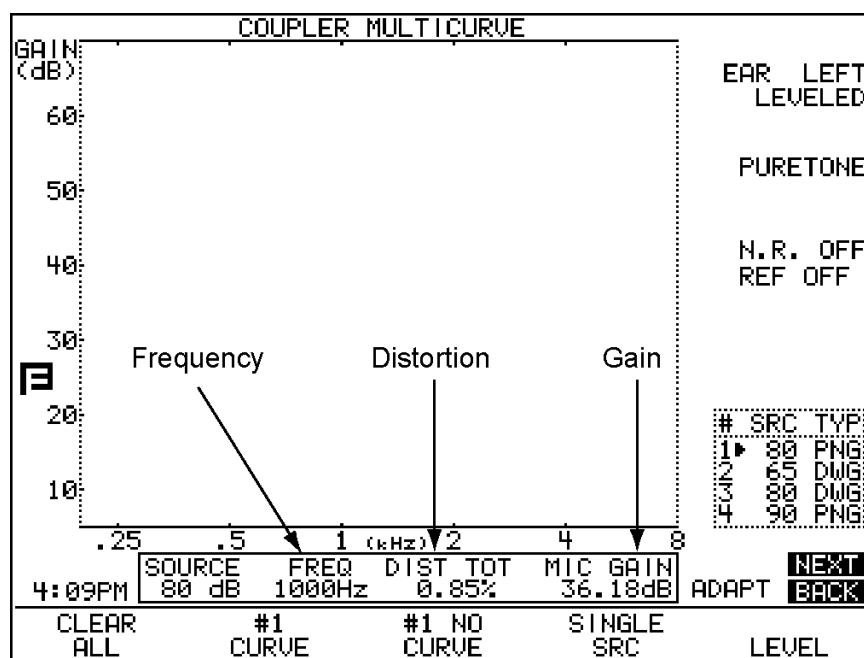 COUPLER MULTICURVE
GAIN
(dB)
60
50
40
30
20
10
.25 .5 1 (kHz) 2 4 8
EAR LEFT
LEVELED
PURETONE
N.R. OFF
REF OFF
Frequency Distortion Gain
# SRC TYP
1 80 PNG
2 65 DWG
3 80 DWG
4 90 PNG
SOURCE FREQ DIST TOT MIC GAIN
80 dB 1000Hz 0.85% 36.18dB
4:09PM
ADAPT
NEXT
BACK
CLEAR
ALL
#1
CURVE
#1 NO
CURVE
SINGLE
SRC
LEVEL